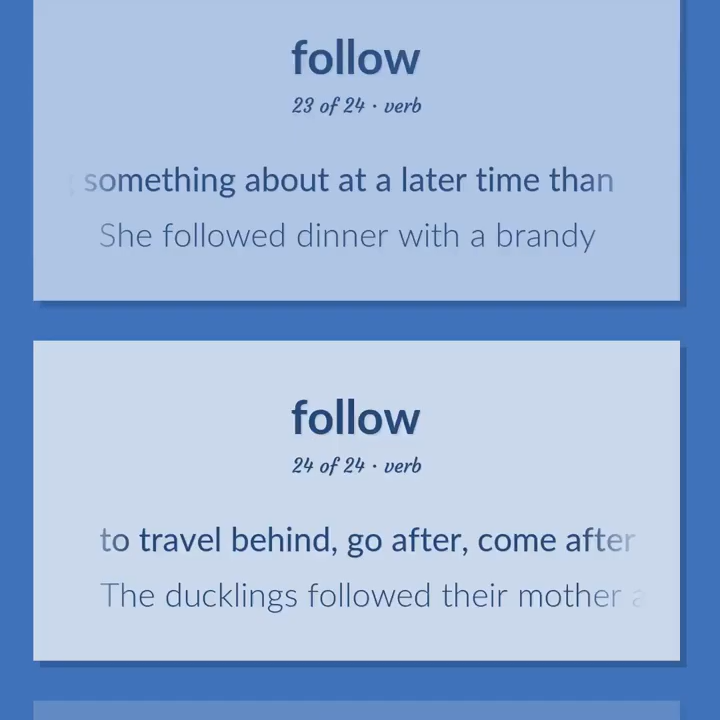 follow
23 of 24 · verb
something about at a later time than
She followed dinner with a brandy
follow
24 of 24 · verb
to travel behind, go after, come after
The ducklings followed their mother